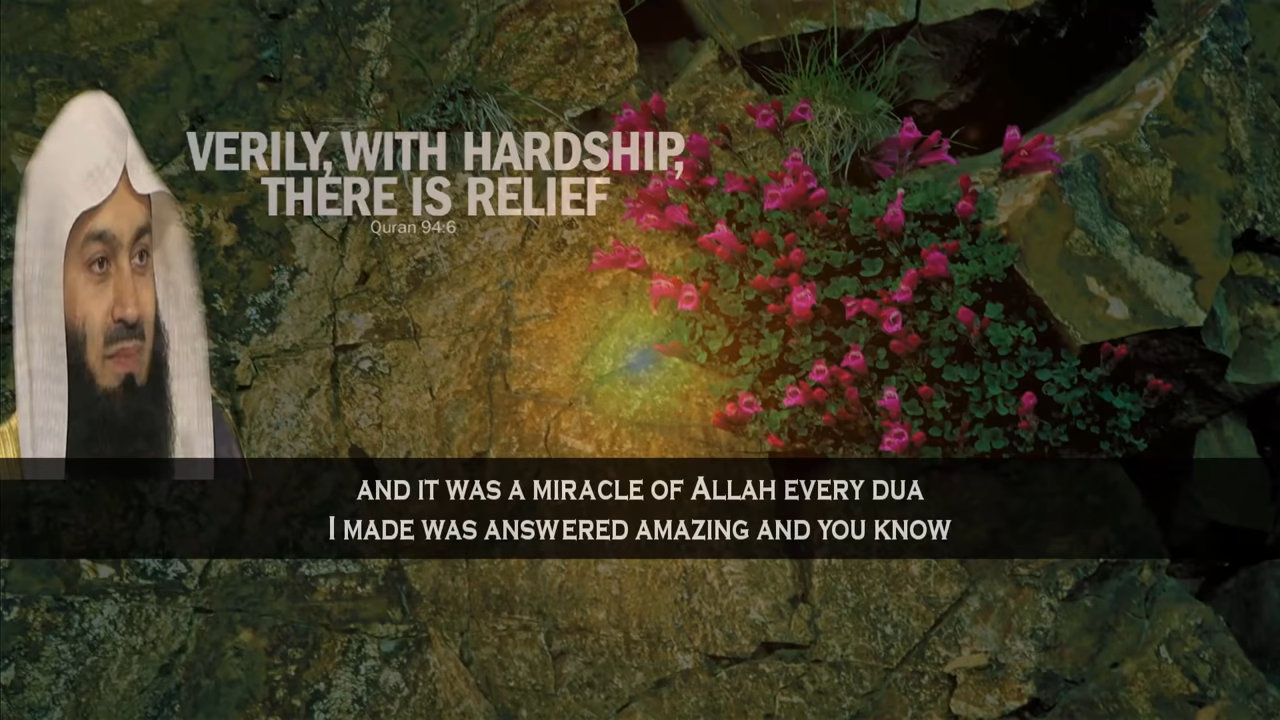 VERILY, WITH HARDSHIP,
THERE IS RELIEF
Quran 94:6
AND IT WAS A MIRACLE OF ALLAH EVERY DUA
I MADE WAS ANSWERED AMAZING AND YOU KNOW